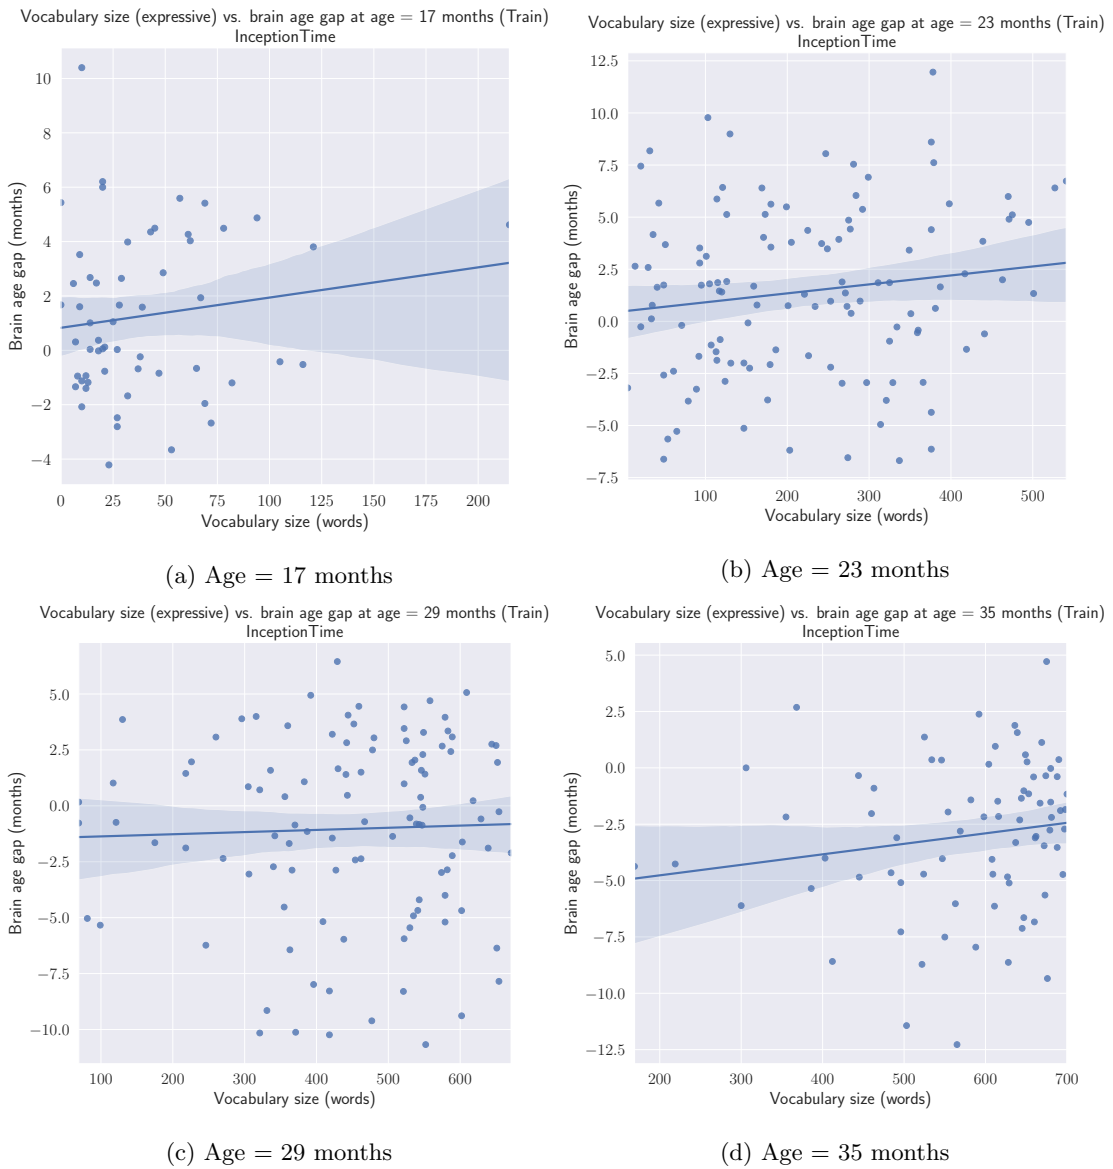 Vocabulary size (expressive) vs. brain age gap at age = 17 months (Train)
InceptionTime
Brain age gap (months)
10
8
6
4
2
0
−2
−4
0 25 50 75 100 125 150 175 200
Vocabulary size (words)
(a) Age = 17 months
Vocabulary size (expressive) vs. brain age gap at age = 23 months (Train)
InceptionTime
Brain age gap (months)
12.5
10.0
7.5
5.0
2.5
0.0
−2.5
−5.0
−7.5
100 200 300 400 500
Vocabulary size (words)
(b) Age = 23 months
Vocabulary size (expressive) vs. brain age gap at age = 29 months (Train)
InceptionTime
Brain age gap (months)
5.0
2.5
0.0
−2.5
−5.0
−7.5
−10.0
100 200 300 400 500 600
Vocabulary size (words)
(c) Age = 29 months
Vocabulary size (expressive) vs. brain age gap at age = 35 months (Train)
InceptionTime
Brain age gap (months)
5.0
2.5
0.0
−2.5
−5.0
−7.5
−10.0
−12.5
200 300 400 500 600 700
Vocabulary size (words)
(d) Age = 35 months